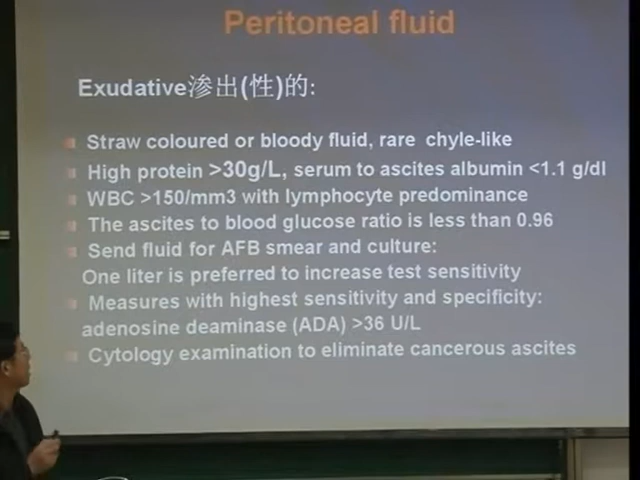 Peritoneal fluid
Exudative渗出(性)的:
Straw coloured or bloody fluid, rare chyle-like
High protein >30g/L, serum to ascites albumin <1.1 g/dl
WBC >150/mm3 with lymphocyte predominance
The ascites to blood glucose ratio is less than 0.96
Send fluid for AFB smear and culture:
One liter is preferred to increase test sensitivity
Measures with highest sensitivity and specificity:
adenosine deaminase (ADA) >36 U/L
Cytology examination to eliminate cancerous ascites